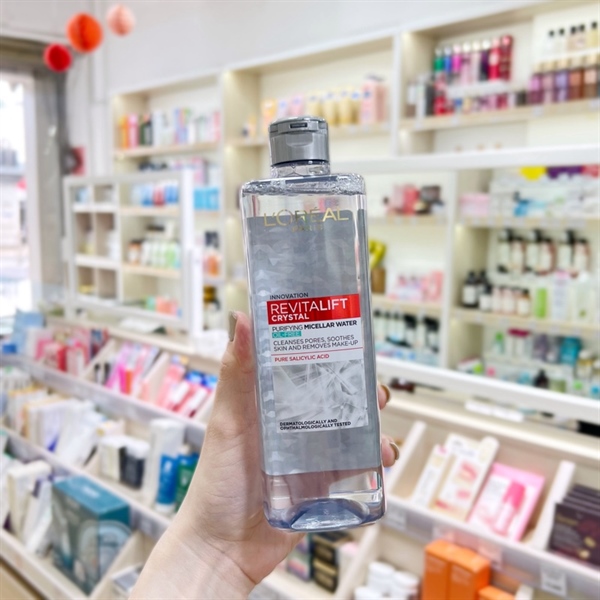 L'ORÉAL
PARIS
INNOVATION
REVITALIFT
CRYSTAL
PURIFYING MICELLAR WATER
OIL-FREE
CLEANSES PORES, SOOTHES
SKIN AND REMOVES MAKE-UP
PURE SALICYLIC ACID
DERMATOLOGICALLY AND
OPHTHALMOLOGICALLY TESTED